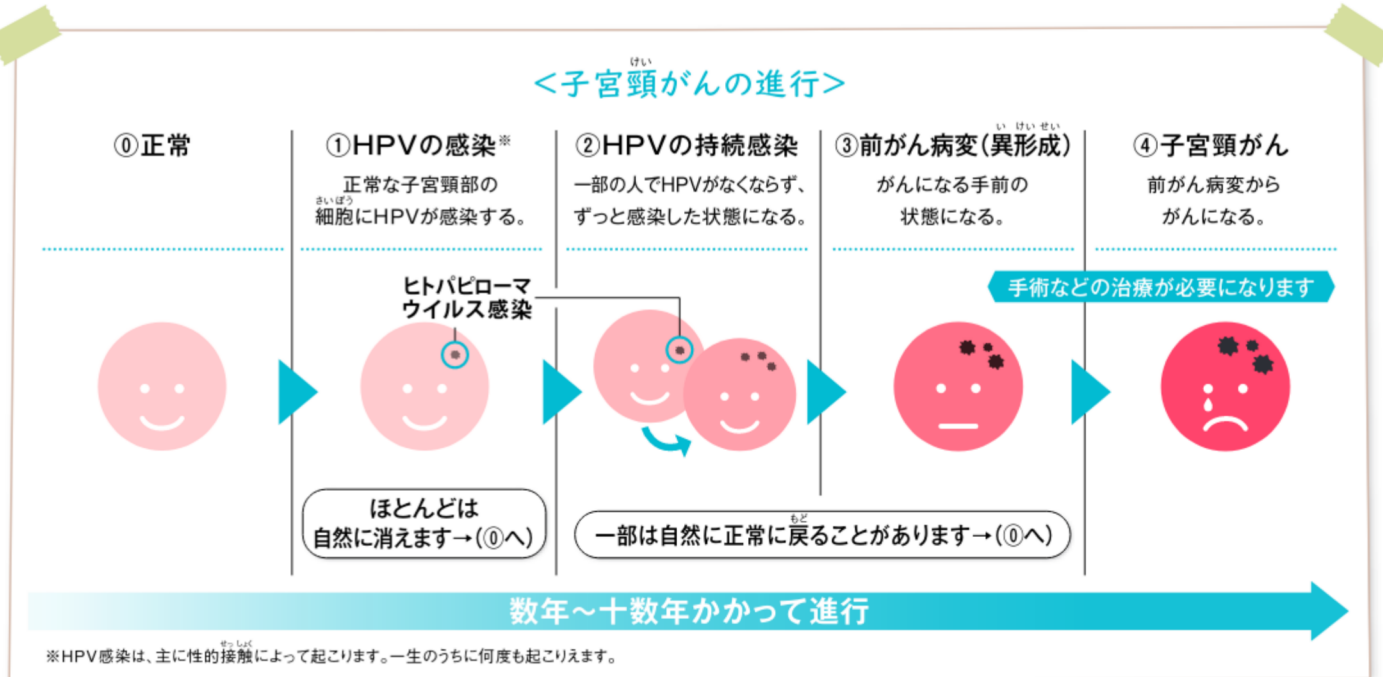 <子宮頸がんの進行>
けい
⓪正常
①HPVの感染※
正常な子宮頸部の
細胞にHPVが感染する。
さいぼう
②HPVの持続感染
一部の人でHPVがなくならず、
ずっと感染した状態になる。
③前がん病変(異形成)
い けい せい
がんになる手前の
状態になる。
④子宮頸がん
前がん病変から
がんになる。
手術などの治療が必要になります
ヒトパピローマ
ウイルス感染
ほとんどは
自然に消えます→(⓪へ)
一部は自然に正常に戻ることがあります→(⓪へ)
もど
数年～十数年かかって進行
※HPV感染は、主に性的接触によって起こります。一生のうちに何度も起こりえます。
せっしょく